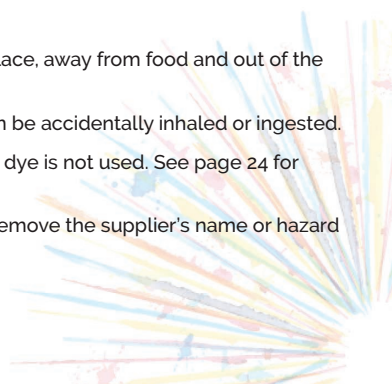 ace, away from food and out of the
n be accidentally inhaled or ingested.
dye is not used. See page 24 for
emove the supplier's name or hazard